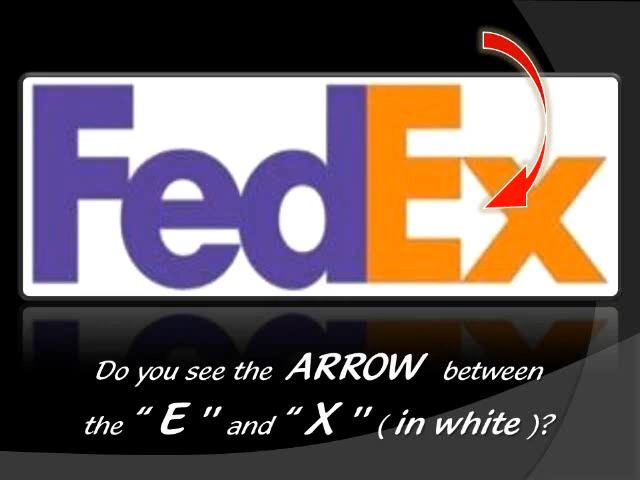 FedEx
Do you see the ARROW between
the “ E ” and “ X ” ( in white )?